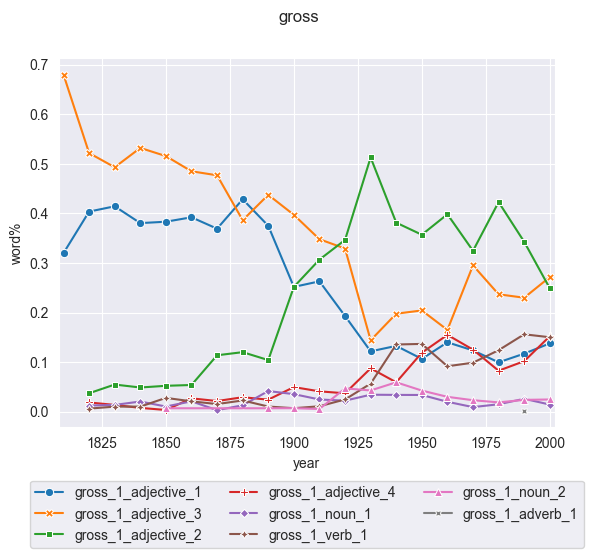 gross
0.7
0.6
0.5
0.4
0.3
0.2
0.1
0.0
word%
1825 1850 1875 1900 1925 1950 1975 2000
year
gross_1_adjective_1 gross_1_adjective_4 gross_1_noun_2
gross_1_adjective_3 gross_1_noun_1 gross_1_adverb_1
gross_1_adjective_2 gross_1_verb_1